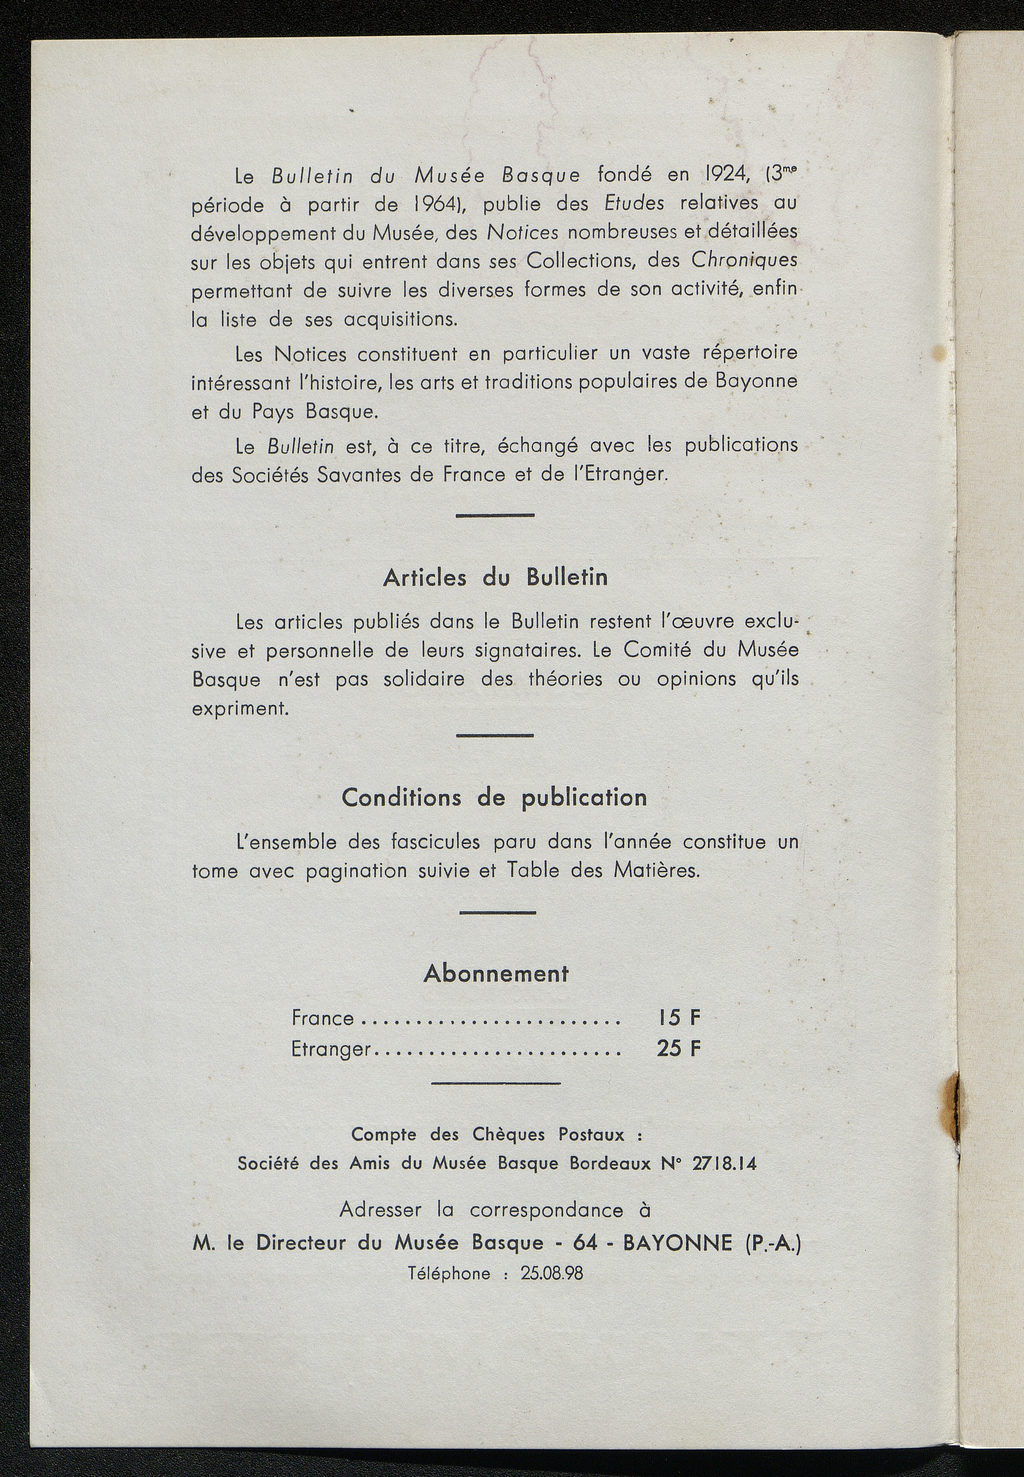 Le Bulletin du Musée Basque fondé en 1924, (3me
période à partir de 1964), publie des Etudes relatives au
développement du Musée, des Notices nombreuses et détaillées
sur les objets qui entrent dans ses Collections, des Chroniques
permettant de suivre les diverses formes de son activité, enfin
la liste de ses acquisitions.
Les Notices constituent en particulier un vaste répertoire
intéressant l'histoire, les arts et traditions populaires de Bayonne
et du Pays Basque.
Le Bulletin est, à ce titre, échangé avec les publications
des Sociétés Savantes de France et de l'Etranger.
Articles du Bulletin
Les articles publiés dans le Bulletin restent l'œuvre exclu-
sive et personnelle de leurs signataires. Le Comité du Musée
Basque n'est pas solidaire des théories ou opinions qu'ils
expriment.
Conditions de publication
L'ensemble des fascicules paru dans l'année constitue un
tome avec pagination suivie et Table des Matières.
Abonnement
France ........................ 15 F
Etranger....................... 25 F
Compte des Chèques Postaux :
Société des Amis du Musée Basque Bordeaux N° 2718.14
Adresser la correspondance à
M. le Directeur du Musée Basque - 64 - BAYONNE (P.-A.)
Téléphone : 25.08.98